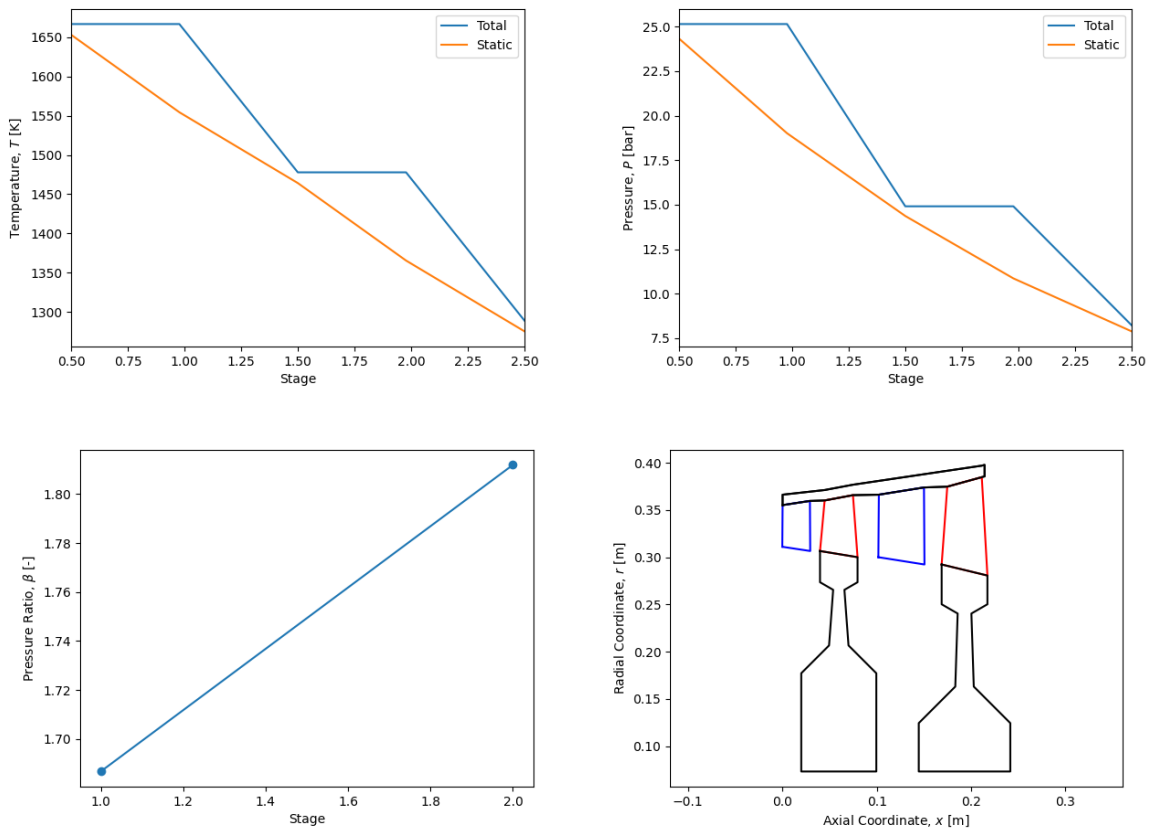 1650
1600
1550
1500
1450
1400
1350
1300
Temperature, T [K]
0.50 0.75 1.00 1.25 1.50 1.75 2.00 2.25 2.50
Stage
Total
Static
25.0
22.5
20.0
17.5
15.0
12.5
10.0
7.5
Pressure, P [bar]
0.50 0.75 1.00 1.25 1.50 1.75 2.00 2.25 2.50
Stage
Total
Static
1.80
1.78
1.76
1.74
1.72
1.70
Pressure Ratio, β [-]
1.0 1.2 1.4 1.6 1.8 2.0
Stage
0.40
0.35
0.30
0.25
0.20
0.15
0.10
Radial Coordinate, r [m]
−0.1 0.0 0.1 0.2 0.3
Axial Coordinate, x [m]